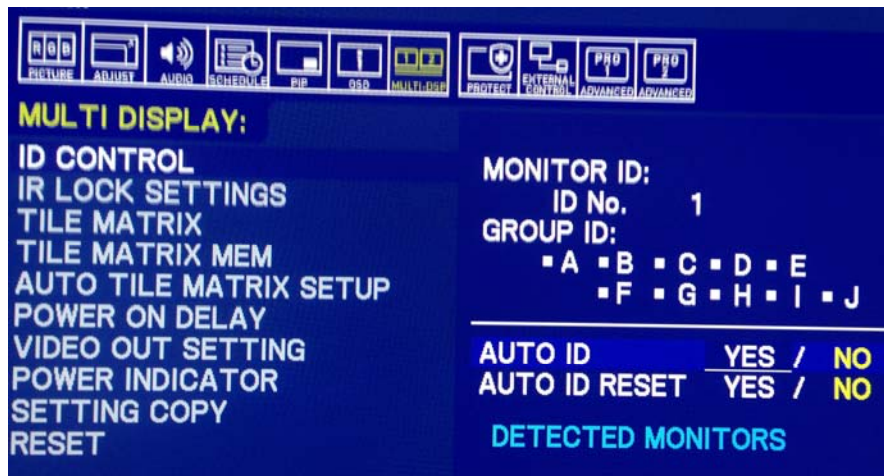 RGB
1 2
PRO 1
PRO 2
PICTURE ADJUST AUDIO SCHEDULE PIP OSD MULTI-DSP PROTECT EXTERNAL CONTROL ADVANCED ADVANCED
MULTI DISPLAY:
ID CONTROL
IR LOCK SETTINGS
TILE MATRIX
TILE MATRIX MEM
AUTO TILE MATRIX SETUP
POWER ON DELAY
VIDEO OUT SETTING
POWER INDICATOR
SETTING COPY
RESET
MONITOR ID:
ID No. 1
GROUP ID:
▪A ▪B ▪C ▪D ▪E
▪F ▪G ▪H ▪I ▪J
AUTO ID YES / NO
AUTO ID RESET YES / NO
DETECTED MONITORS